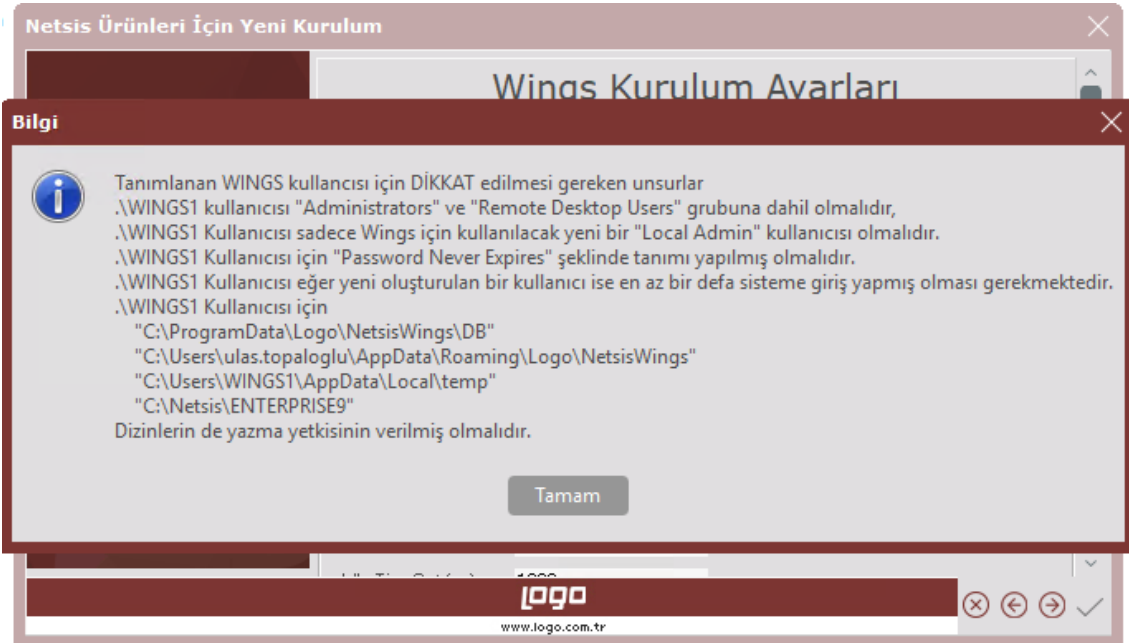 Netsis Ürünleri İçin Yeni Kurulum
Wings Kurulum Ayarları
Bilgi
Tanımlanan WINGS kullancısı için DİKKAT edilmesi gereken unsurlar
.\WINGS1 kullanıcısı "Administrators" ve "Remote Desktop Users" grubuna dahil olmalıdır,
.\WINGS1 Kullanıcısı sadece Wings için kullanılacak yeni bir "Local Admin" kullanıcısı olmalıdır.
.\WINGS1 Kullanıcısı için "Password Never Expires" şeklinde tanımı yapılmış olmalıdır.
.\WINGS1 Kullanıcısı eğer yeni oluşturulan bir kullanıcı ise en az bir defa sisteme giriş yapmış olması gerekmektedir.
.\WINGS1 Kullanıcısı için
"C:\ProgramData\Logo\NetsisWings\DB"
"C:\Users\ulas.topaloglu\AppData\Roaming\Logo\NetsisWings"
"C:\Users\WINGS1\AppData\Local\temp"
"C:\Netsis\ENTERPRISE9"
Dizinlerin de yazma yetkisinin verilmiş olmalıdır.
Tamam
LOGO
www.logo.com.tr